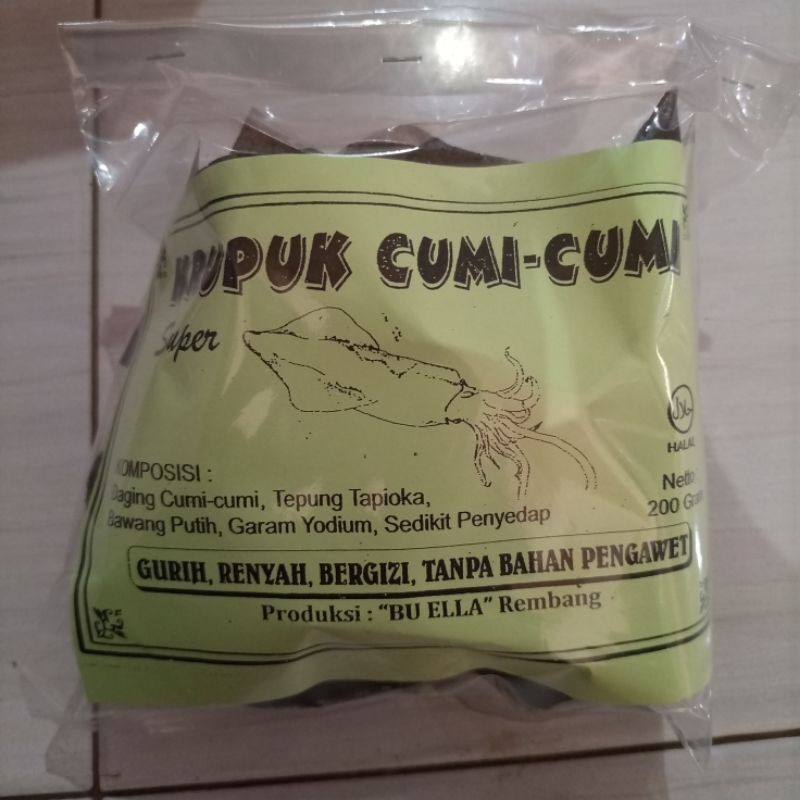 KRUPUK CUMI-CUMI
Super
HALAL
KOMPOSISI :
Daging Cumi-cumi, Tepung Tapioka,
Bawang Putih, Garam Yodium, Sedikit Penyedap
Netto
200 Gram
GURIH, RENYAH, BERGIZI, TANPA BAHAN PENGAWET
Produksi : "BU ELLA" Rembang